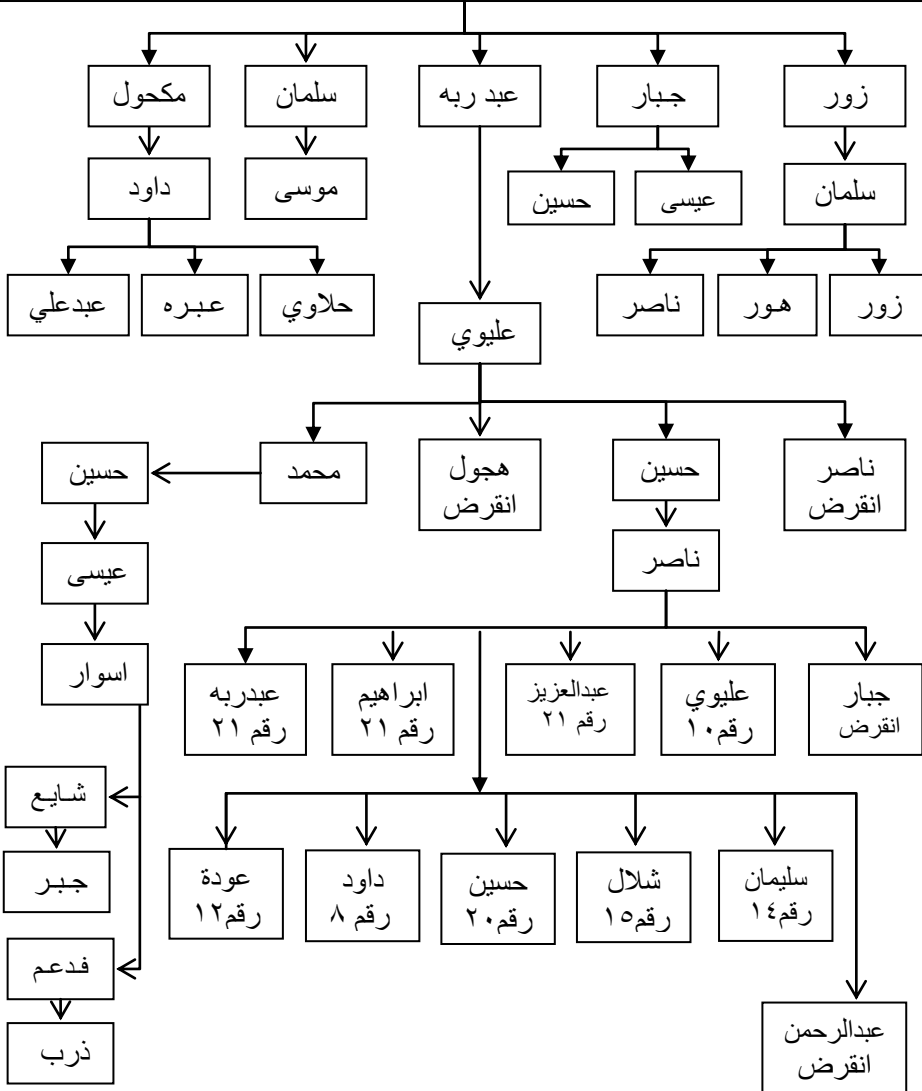 زور
جبار
عبد ربه
سلمان
مكحول
سلمان
عيسى
حسين
موسى
داود
زور
هور
ناصر
حلاوي
عبره
عبدعلي
عليوي
ناصر
انقرض
حسين
هجول
انقرض
محمد
حسين
ناصر
عيسى
اسوار
جبار
انقرض
عليوي
رقم١٠
عبدالعزيز
رقم ٢١
ابراهيم
رقم ٢١
عبدربه
رقم ٢١
شايع
جبر
سليمان
رقم١٤
شلال
رقم١٥
حسين
رقم٢٠
داود
رقم ٨
عودة
رقم١٢
فدعم
ذرب
عبدالرحمن
انقرض